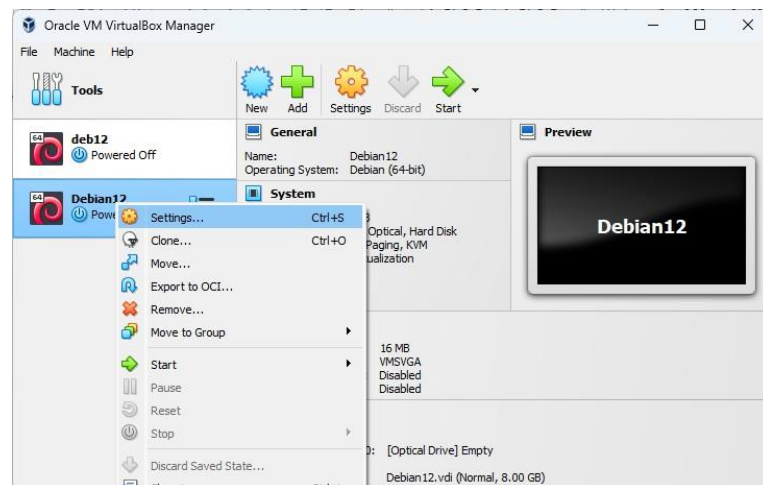 Oracle VM VirtualBox Manager
File Machine Help
Tools
New Add Settings Discard Start
64
deb12
Powered Off
64
Debian12
General
Name: Debian12
Operating System: Debian (64-bit)
System
Optical, Hard Disk
Paging, KVM
16 MB
VMSVGA
Disabled
Disabled
[Optical Drive] Empty
Debian12.vdi (Normal, 8.00 GB)
Preview
Debian12
Settings... Ctrl+S
Clone... Ctrl+O
Move...
Export to OCI...
Remove...
Move to Group
Start
Pause
Reset
Stop
Discard Saved State...